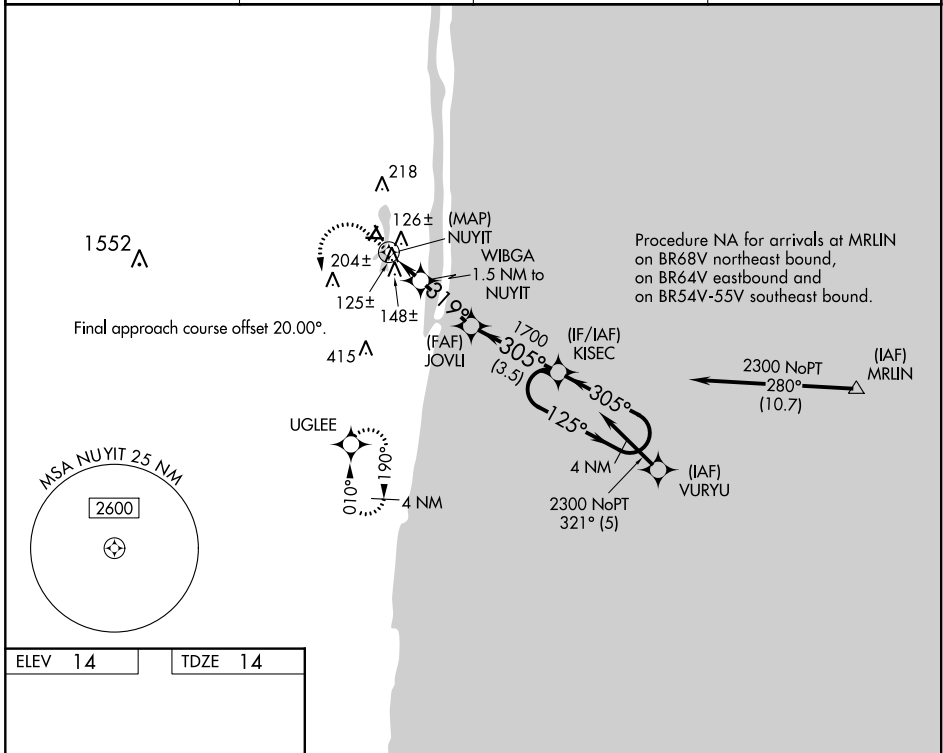 218
126±
(MAP)
NUYIT
1552
WIBGA
1.5 NM to
NUYIT
204±
125±
148±
Procedure NA for arrivals at MRLIN
on BR68V northeast bound,
on BR64V eastbound and
on BR54V-55V southeast bound.
Final approach course offset 20.00°.
319°
415
(FAF)
JOVLI
1700
305°
(3.5)
(IF/IAF)
KISEC
2300 NoPT
280°
(10.7)
(IAF)
MRLIN
305°
125°
UGLEE
4 NM
(IAF)
VURYU
2300 NoPT
321° (5)
010°
190°
4 NM
MSA NUYIT 25 NM
2600
ELEV 14
TDZE 14